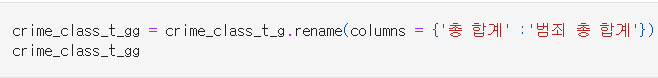 crime_class_t_gg = crime_class_t_g.rename(columns = {'총 합계' :'범죄 총 합계'})
crime_class_t_gg